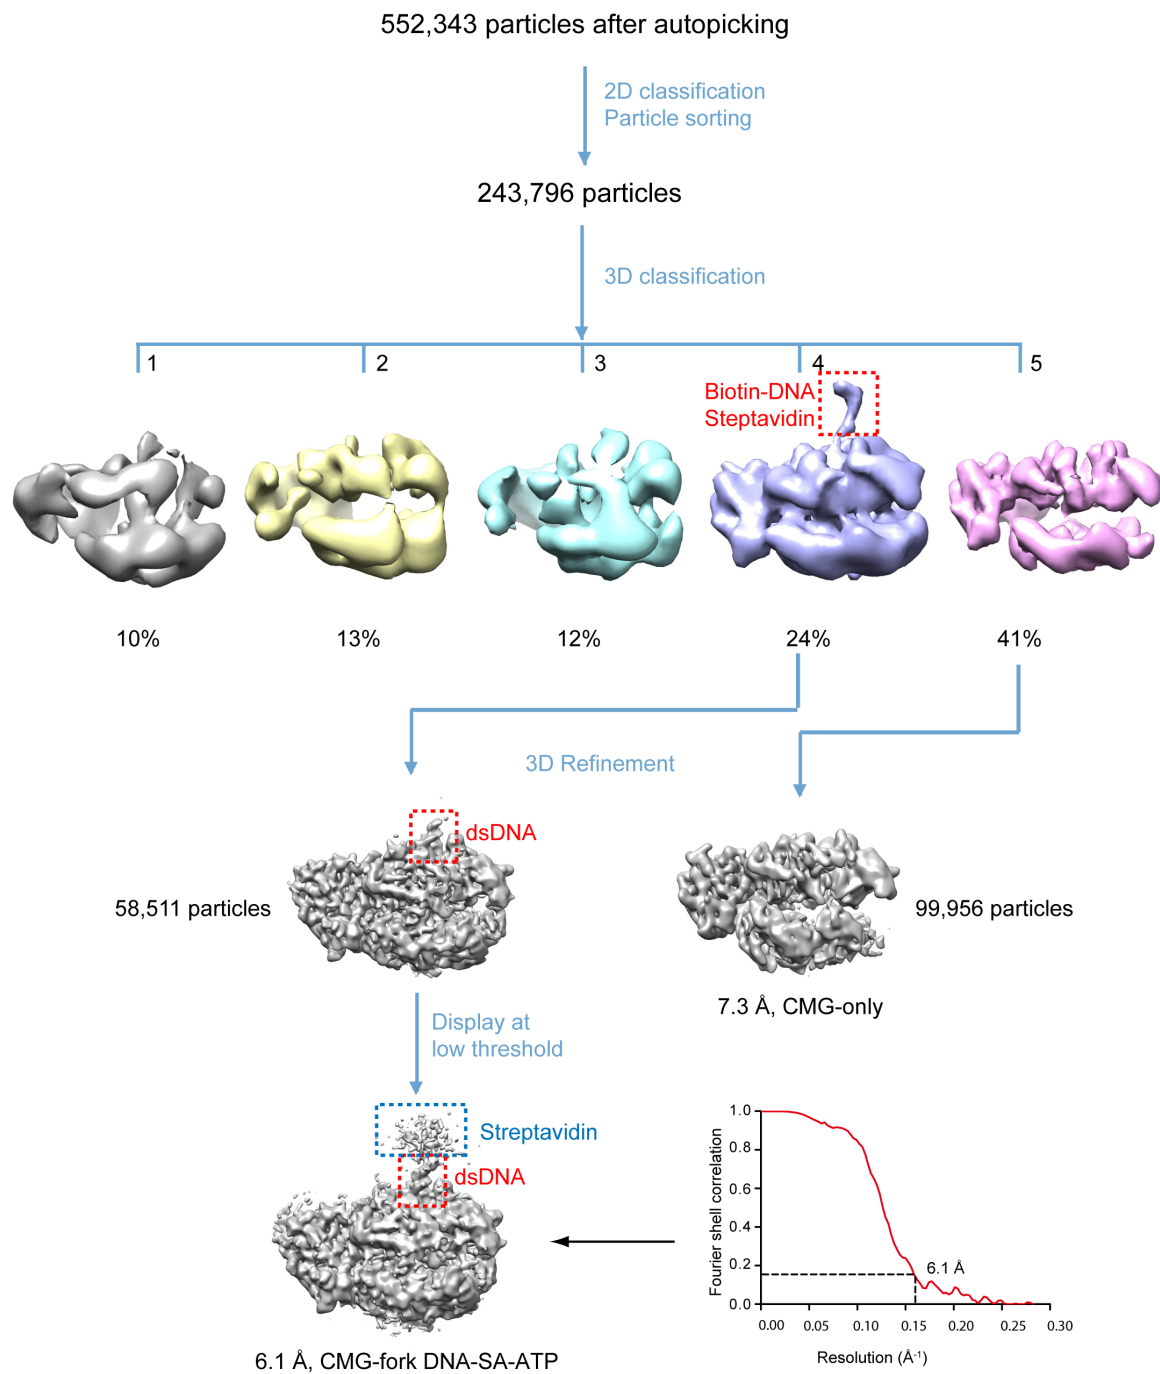 552,343 particles after autopicking
2D classification
Particle sorting
243,796 particles
3D classification
1
2
3
4
5
Biotin-DNA
Steptavidin
10%
13%
12%
24%
41%
3D Refinement
dsDNA
58,511 particles
99,956 particles
7.3 Å, CMG-only
Display at
low threshold
Streptavidin
dsDNA
6.1 Å, CMG-fork DNA-SA-ATP
Fourier shell correlation
1.0
0.8
0.6
0.4
0.2
0.0
6.1 Å
0.00
0.05
0.10
0.15
0.20
0.25
0.30
Resolution (Å⁻¹)